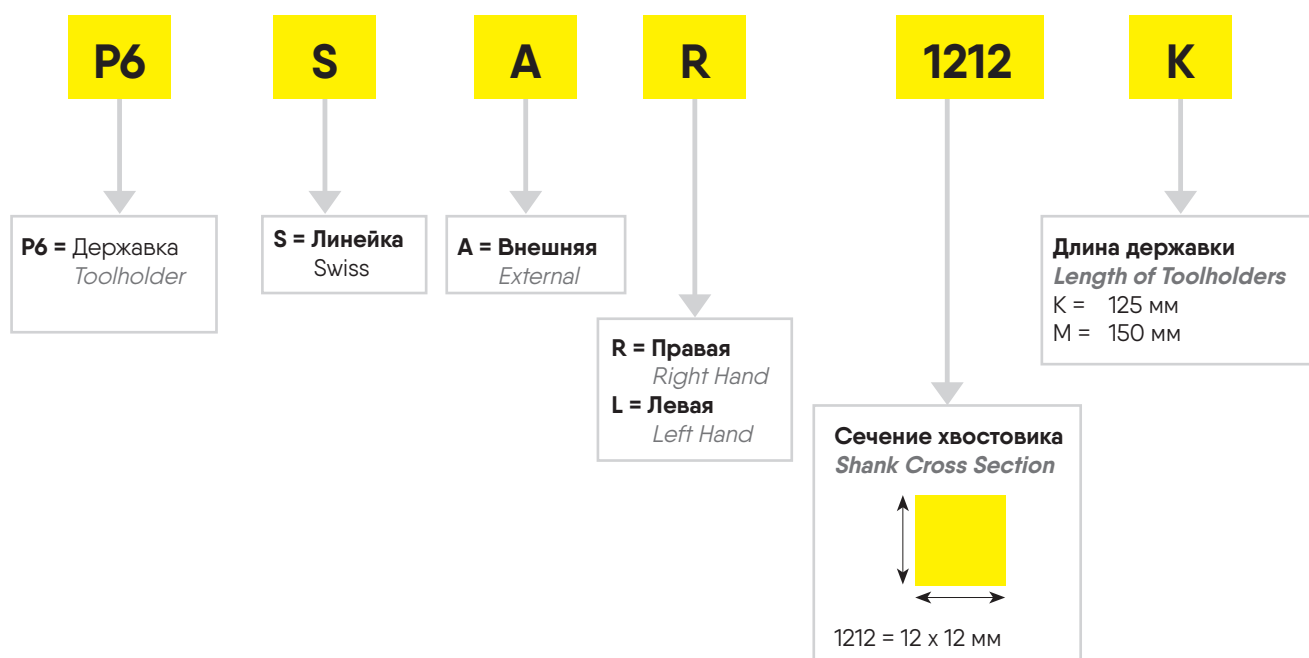 P6 S A R 1212 K
P6 = Державка
Toolholder
S = Линейка
Swiss
A = Внешняя
External
R = Правая
Right Hand
L = Левая
Left Hand
Сечение хвостовика
Shank Cross Section
1212 = 12 x 12 мм
Длина державки
Length of Toolholders
K = 125 мм
M = 150 мм